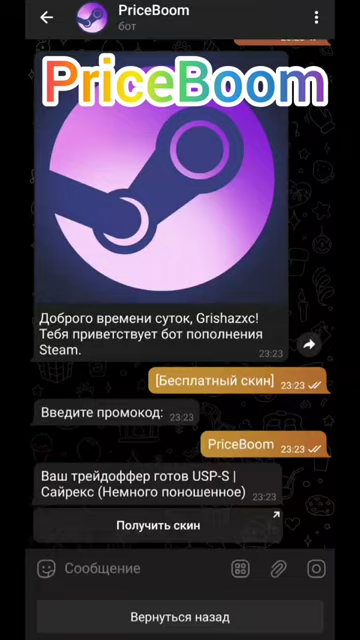 PriceBoom
бот
PriceBoom
Доброго времени суток, Grishazxc!
Тебя приветствует бот пополнения
Steam.
23:23
[Бесплатный скин] 23:23
Введите промокод: 23:23
PriceBoom 23:23
Ваш трейдоффер готов USP-S |
Сайрекс (Немного поношенное) 23:23
Получить скин
Сообщение
Вернуться назад